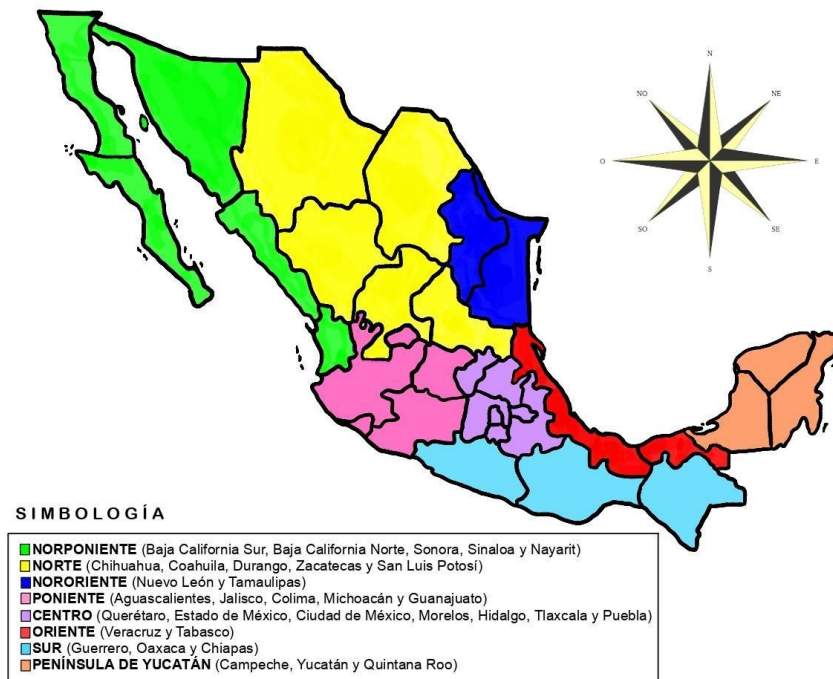 N
NO
NE
O
E
SO
SE
S
SIMBOLOGÍA
NORPONIENTE (Baja California Sur, Baja California Norte, Sonora, Sinaloa y Nayarit)
NORTE (Chihuahua, Coahuila, Durango, Zacatecas y San Luis Potosí)
NORORIENTE (Nuevo León y Tamaulipas)
PONIENTE (Aguascalientes, Jalisco, Colima, Michoacán y Guanajuato)
CENTRO (Querétaro, Estado de México, Ciudad de México, Morelos, Hidalgo, Tlaxcala y Puebla)
ORIENTE (Veracruz y Tabasco)
SUR (Guerrero, Oaxaca y Chiapas)
PENÍNSULA DE YUCATÁN (Campeche, Yucatán y Quintana Roo)